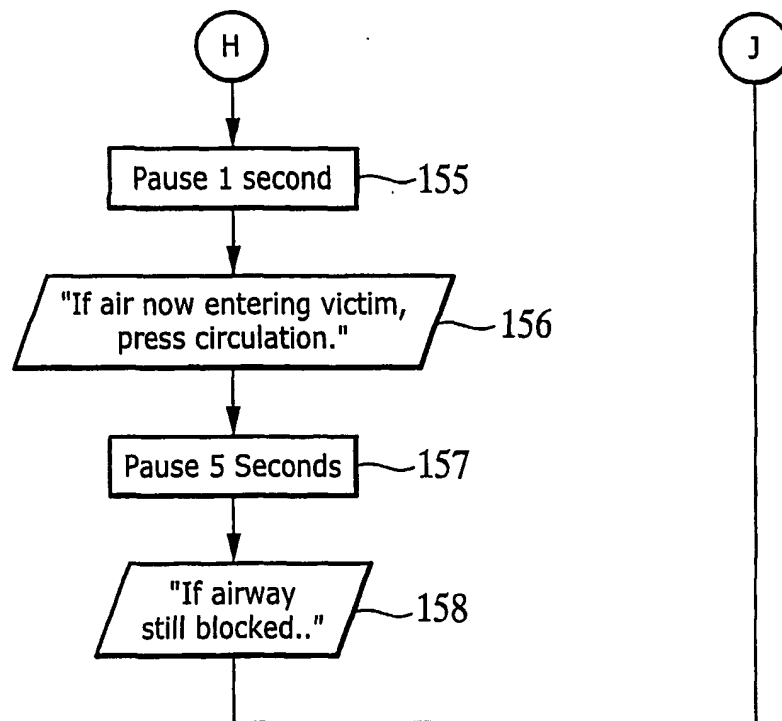 H
J
Pause 1 second
155
"If air now entering victim,
press circulation."
156
Pause 5 Seconds
157
"If airway
still blocked.."
158